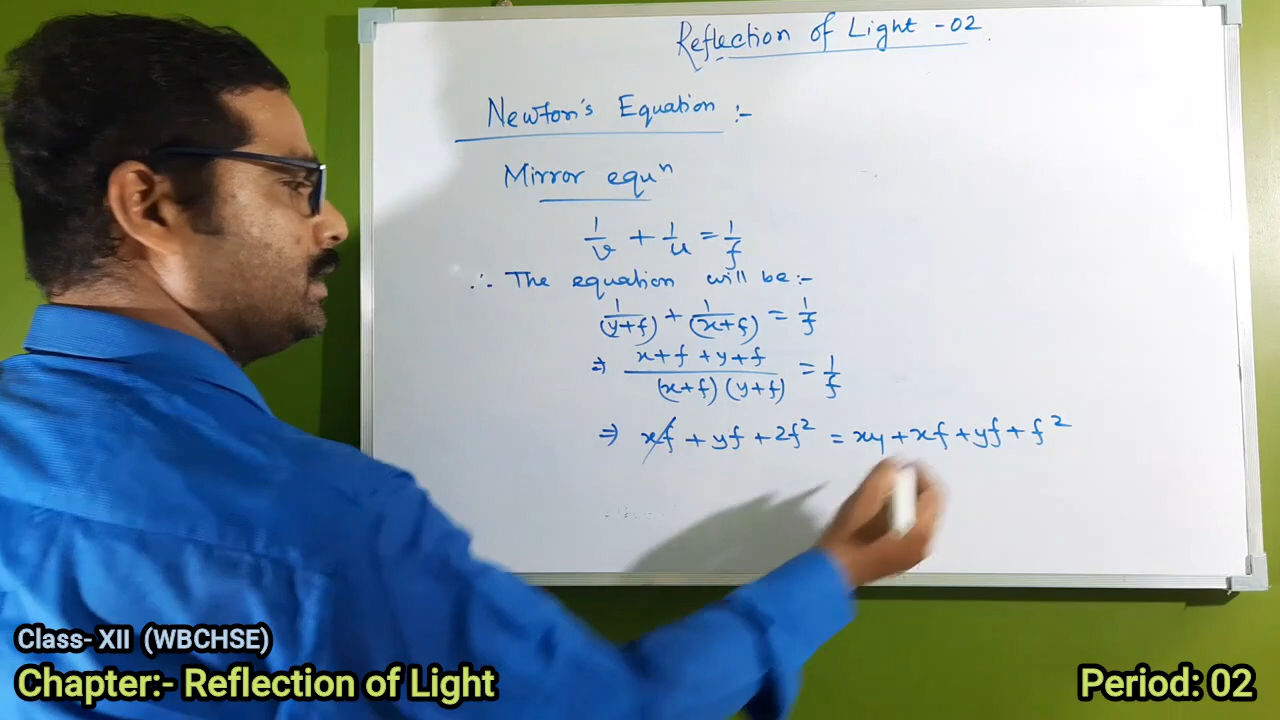 Reflection of Light - 02.
Newton's Equation :-
Mirror equⁿ
1/v + 1/u = 1/f
∴ The equation will be:-
1/(y+f) + 1/(x+f) = 1/f
⇒ (x+f+y+f)/((x+f)(y+f)) = 1/f
⇒ xf + yf + 2f² = xy + xf + yf + f²
Class- XII (WBCHSE)
Chapter:- Reflection of Light
Period: 02